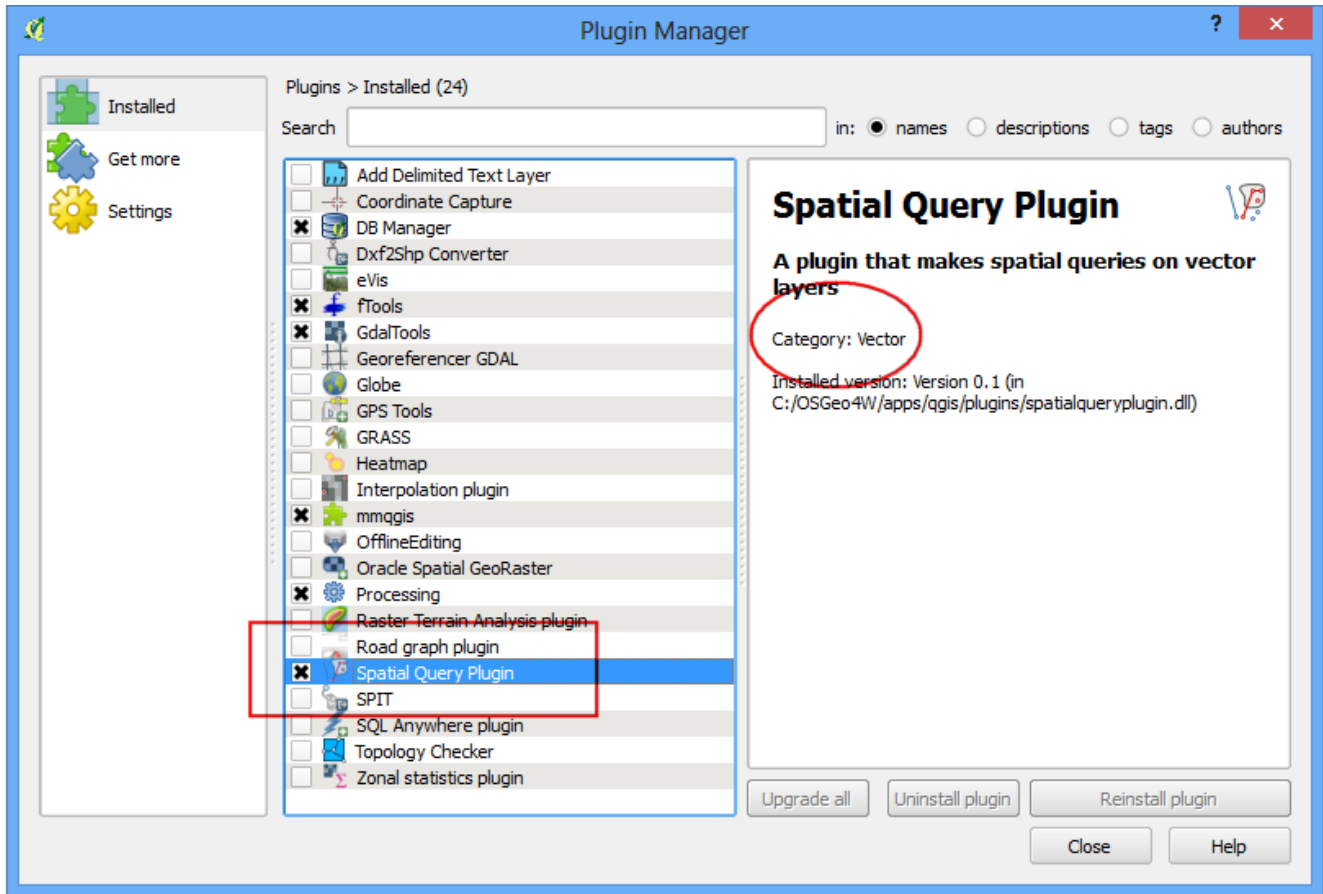 Plugin Manager
?
Plugins > Installed (24)
Installed
Get more
Settings
Search
in: names descriptions tags authors
Add Delimited Text Layer
Coordinate Capture
DB Manager
Dxf2Shp Converter
eVis
fTools
GdalTools
Georeferencer GDAL
Globe
GPS Tools
GRASS
Heatmap
Interpolation plugin
mmqgis
OfflineEditing
Oracle Spatial GeoRaster
Processing
Raster Terrain Analysis plugin
Road graph plugin
Spatial Query Plugin
SPIT
SQL Anywhere plugin
Topology Checker
Zonal statistics plugin
Spatial Query Plugin
A plugin that makes spatial queries on vector
layers
Category: Vector
Installed version: Version 0.1 (in
C:/OSGeo4W/apps/qgis/plugins/spatialqueryplugin.dll)
Upgrade all
Uninstall plugin
Reinstall plugin
Close
Help